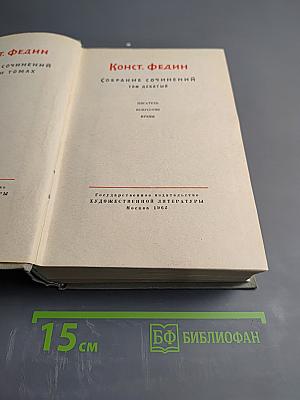 Т. ФЕДИН
СОЧИНЕНИЙ
И ТОМАХ
КОНСТ. ФЕДИН
СОБРАНИЕ СОЧИНЕНИЙ
ТОМ ДЕВЯТЫЙ
ПИСАТЕЛЬ
ИСКУССТВО
ВРЕМЯ
Государственное издательство
ХУДОЖЕСТВЕННОЙ ЛИТЕРАТУРЫ
Москва 1962
15 см
БФ БИБЛИОФАН